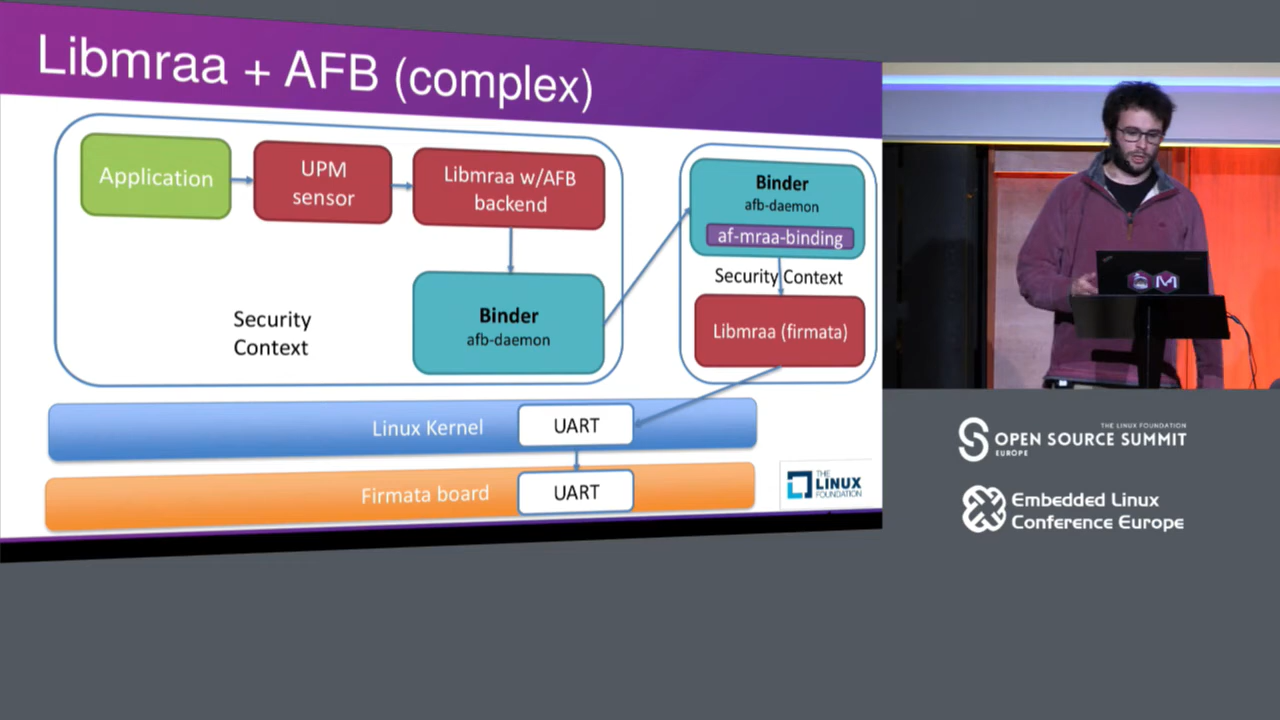 Libmraa + AFB (complex)
Application
UPM
sensor
Libmraa w/AFB
backend
Binder
afb-daemon
Security
Context
Binder
afb-daemon
af-mraa-binding
Security Context
Libmraa (firmata)
Linux Kernel
UART
Firmata board
UART
THE
LINUX
FOUNDATION
THE LINUX FOUNDATION
OPEN SOURCE SUMMIT
EUROPE
Embedded Linux
Conference Europe